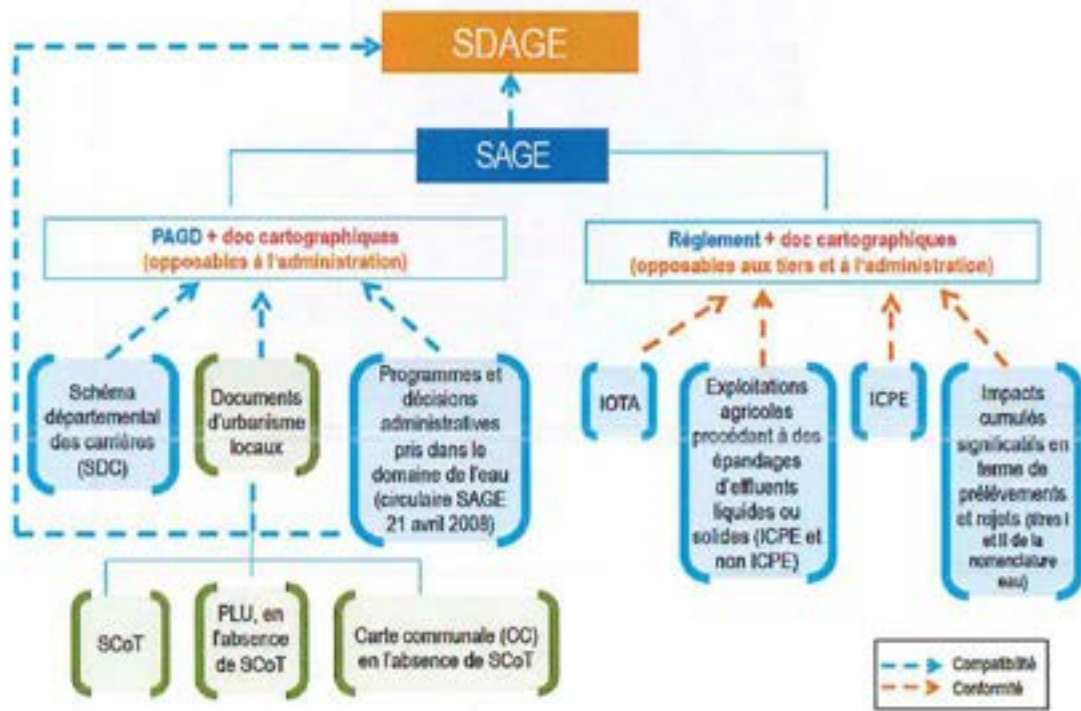 SDAGE
SAGE
PAGD + doc cartographiques
(opposables à l'administration)
Réglement + doc cartographiques
(opposables aux tiers et à l'administration)
Schéma
départemental
des carrières
(SDC)
Documents
d'urbanisme
locaux
Programmes et
décisions
administratives
pris dans le
domaine de l'eau
(circulaire SAGE
21 avril 2008)
IOTA
Exploitations
agricoles
procédant à des
épandages
d'effluents
liquides ou
solides (ICPE et
non ICPE)
ICPE
Impacts
cumulés
significatifs en
terme de
prélèvements
et rejets (titres I
et II de la
nomenclature
eau)
SCoT
PLU, en
l'absence
de SCoT
Carte communale (CC)
en l'absence de SCoT
Compatibilité
Conformité